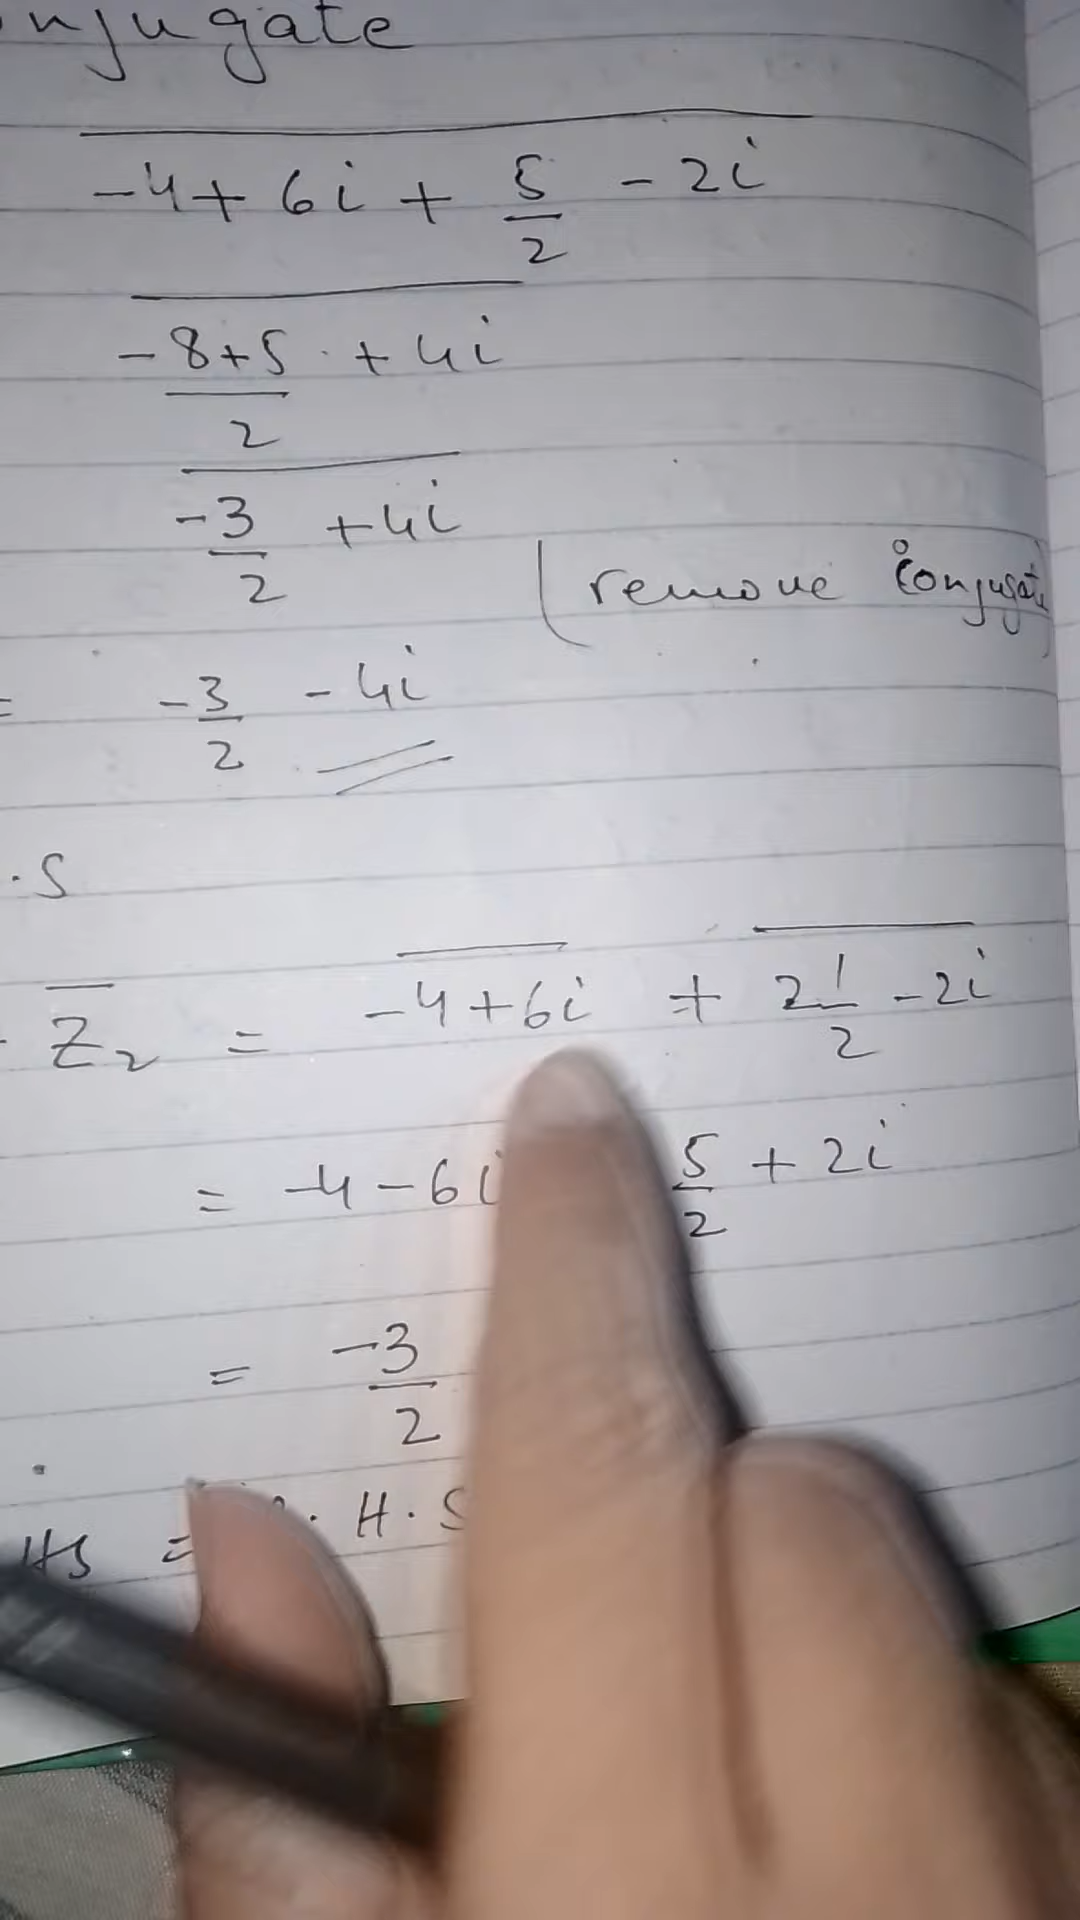 njugate
-4 + 6i + 5/2 - 2i
-8+5/2 + 4i
-3/2 + 4i
(remove conjugate
= -3/2 - 4i
.S
Z̅₂ = -4+6i + 2 1/2 - 2i
= -4 - 6i 5/2 + 2i
= -3/2
HS = . H.S